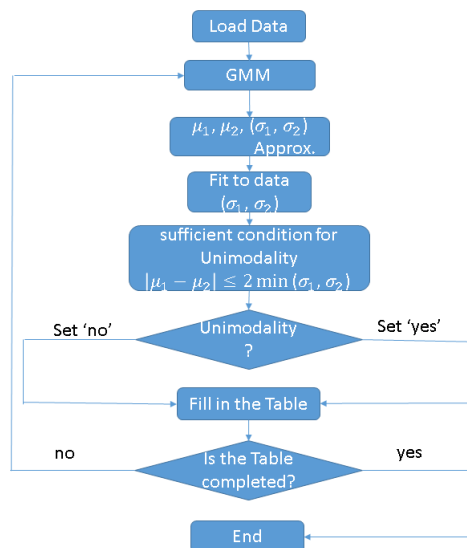 Load Data
GMM
μ₁, μ₂, (σ₁, σ₂)
Approx.
Fit to data
(σ₁, σ₂)
sufficient condition for
Unimodality
|μ₁ − μ₂| ≤ 2 min (σ₁, σ₂)
Set ‘no’
Unimodality
?
Set ‘yes’
Fill in the Table
no
Is the Table
completed?
yes
End